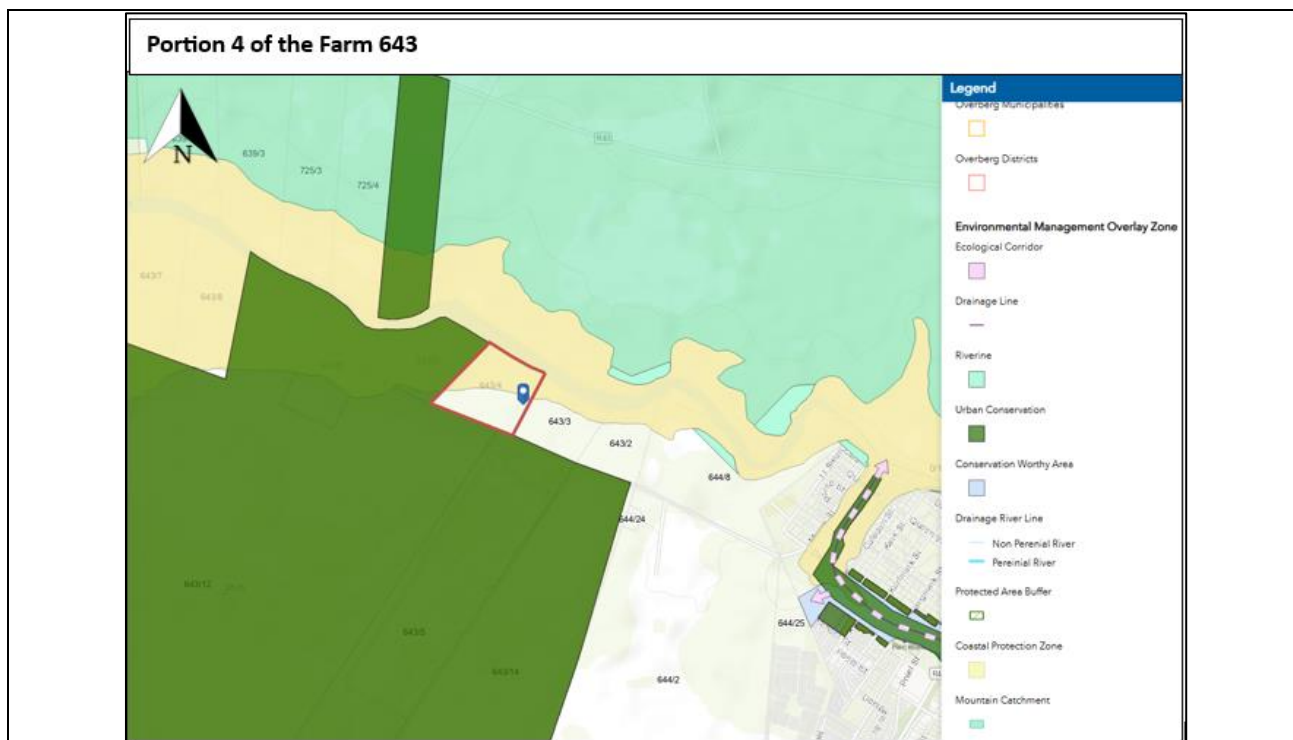 Portion 4 of the Farm 643
N
639/3
725/3
725/4
R43
643/7
643/4
643/3
643/2
644/8
644/24
643/12
643/14
644/25
644/2
Legend
Overberg Municipalities
Overberg Districts
Environmental Management Overlay Zone
Ecological Corridor
Drainage Line
Riverine
Urban Conservation
Conservation Worthy Area
Drainage River Line
Non Perenial River
Pereinial River
Protected Area Buffer
Coastal Protection Zone
Mountain Catchment